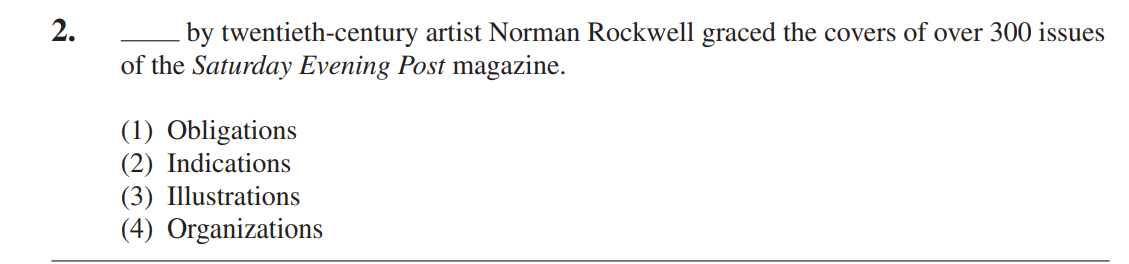 2. ____ by twentieth-century artist Norman Rockwell graced the covers of over 300 issues
of the Saturday Evening Post magazine.
(1) Obligations
(2) Indications
(3) Illustrations
(4) Organizations